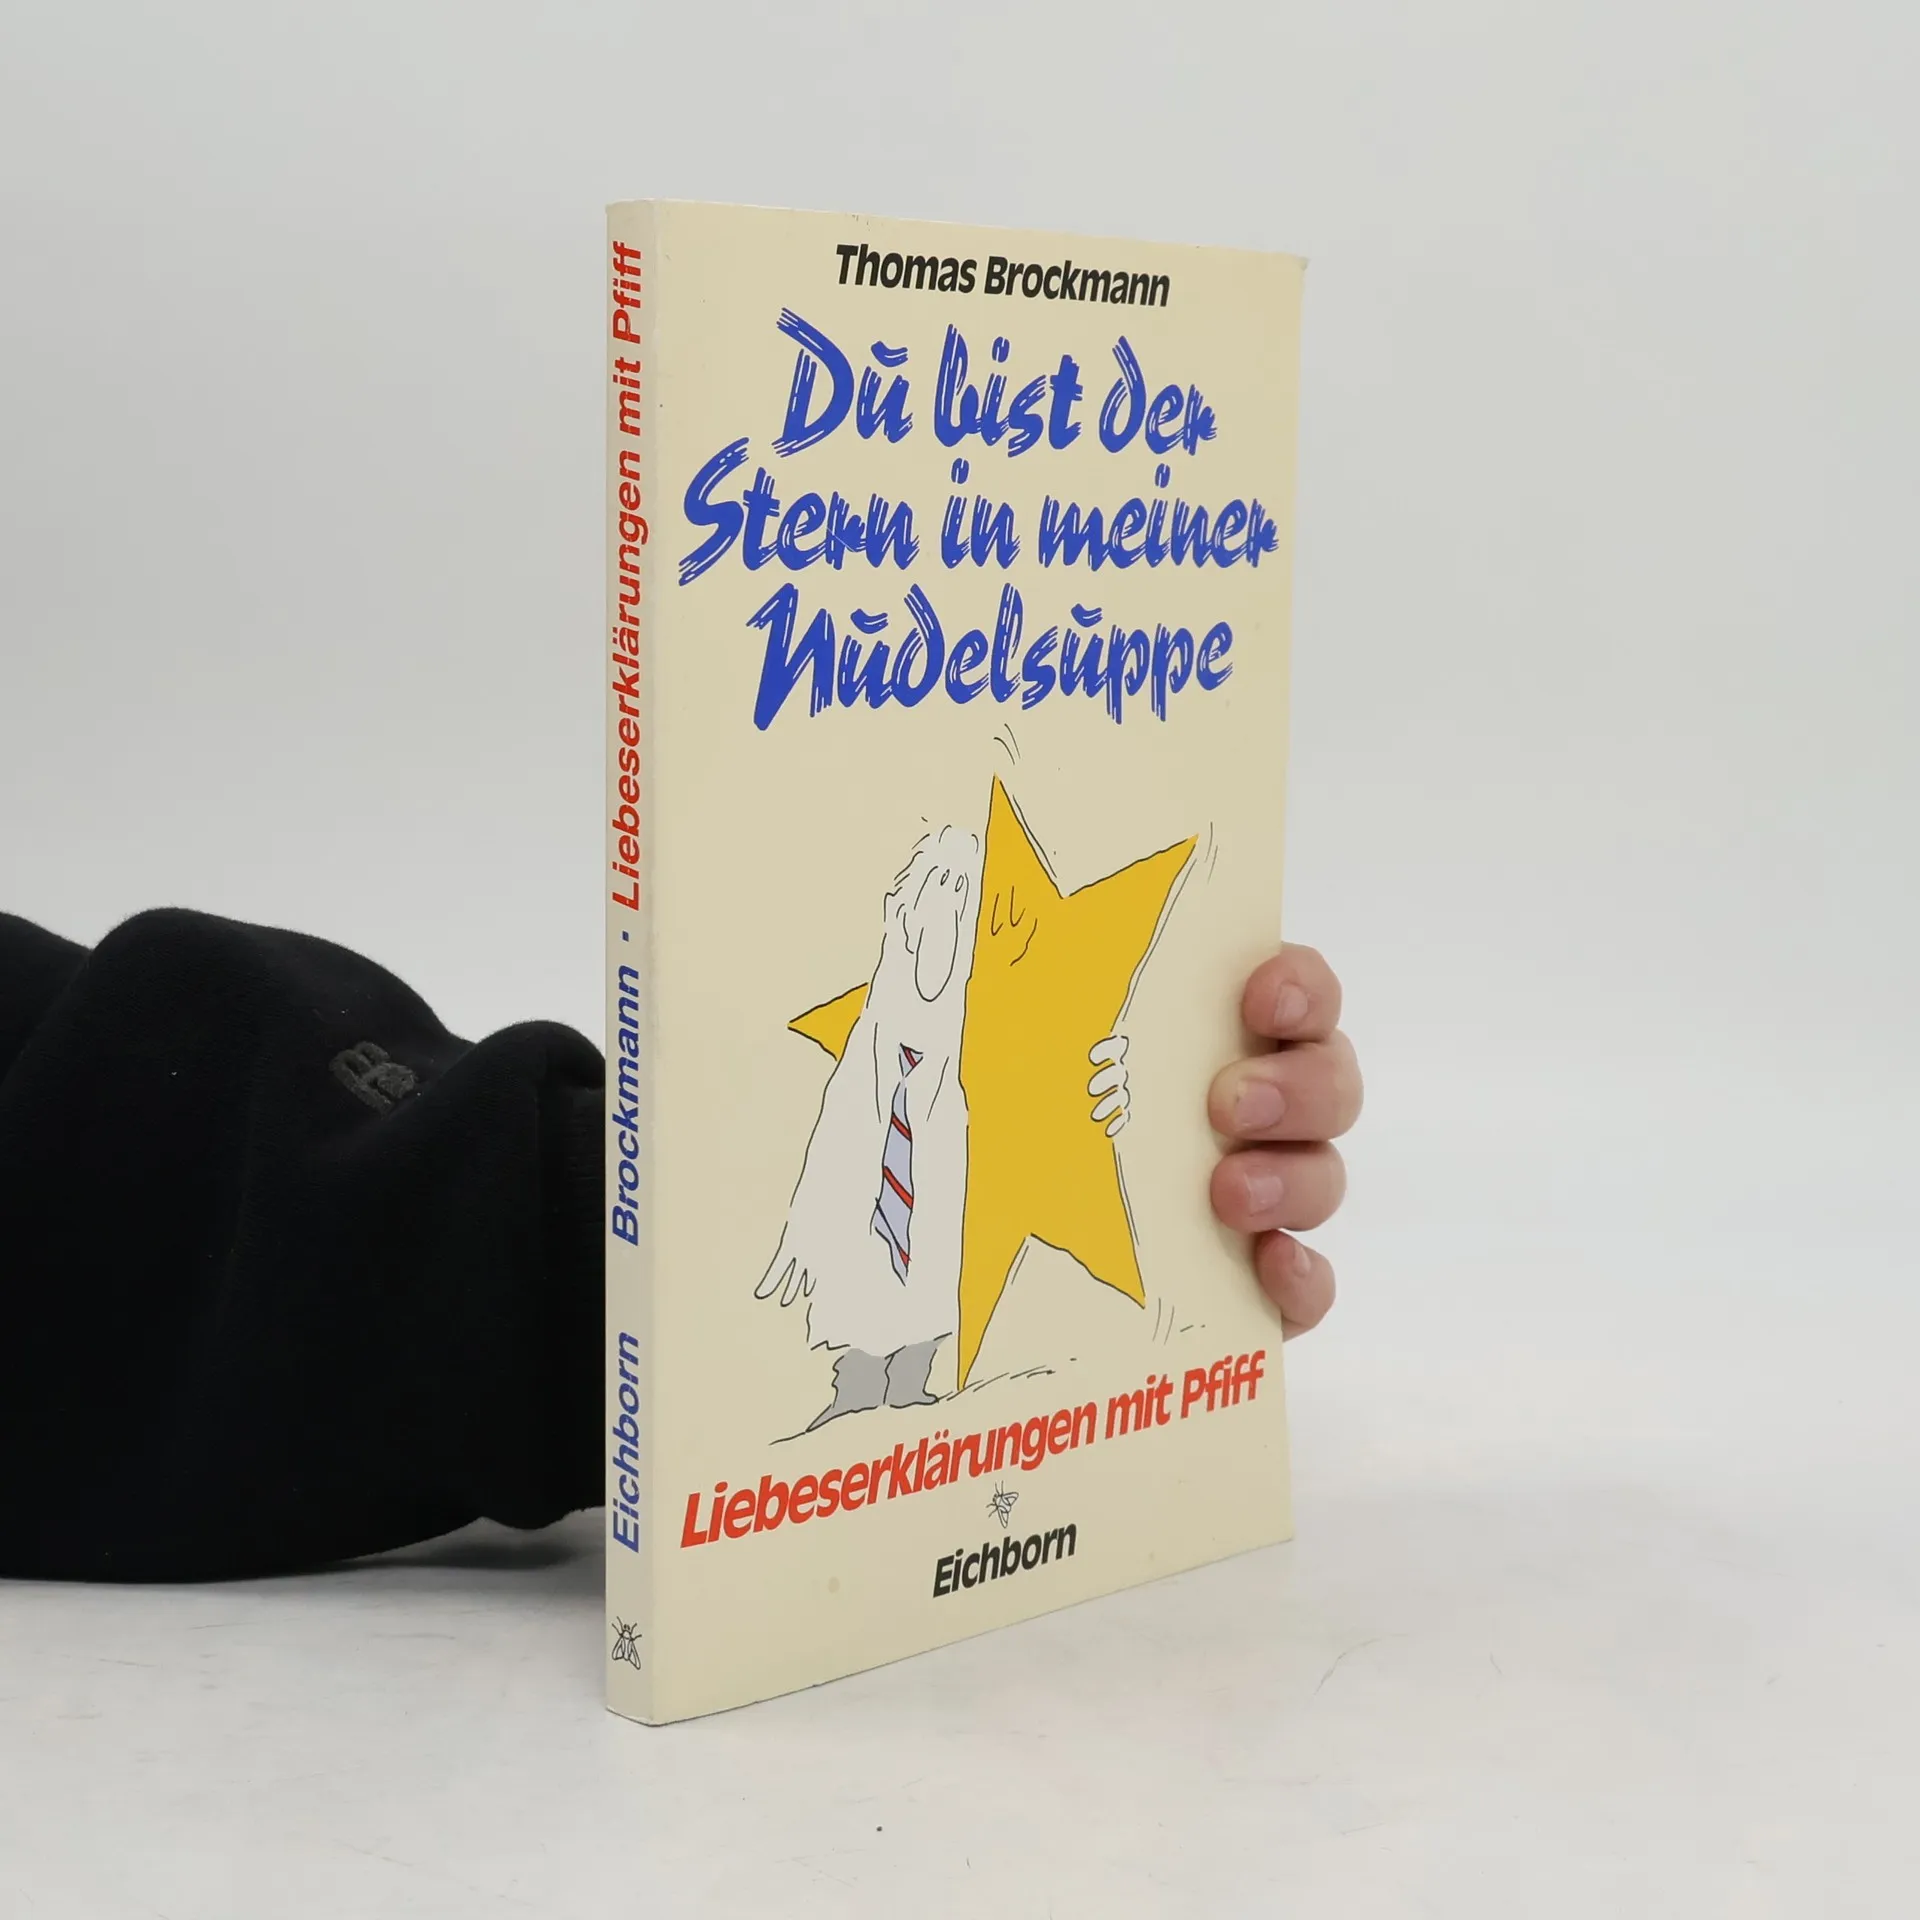 Thomas Brockmann
Du bist der
Stern in meiner
Nudelsuppe
Liebeserklärungen mit Pfiff
Eichborn
Eichborn Brockmann · Liebeserklärungen mit Pfiff